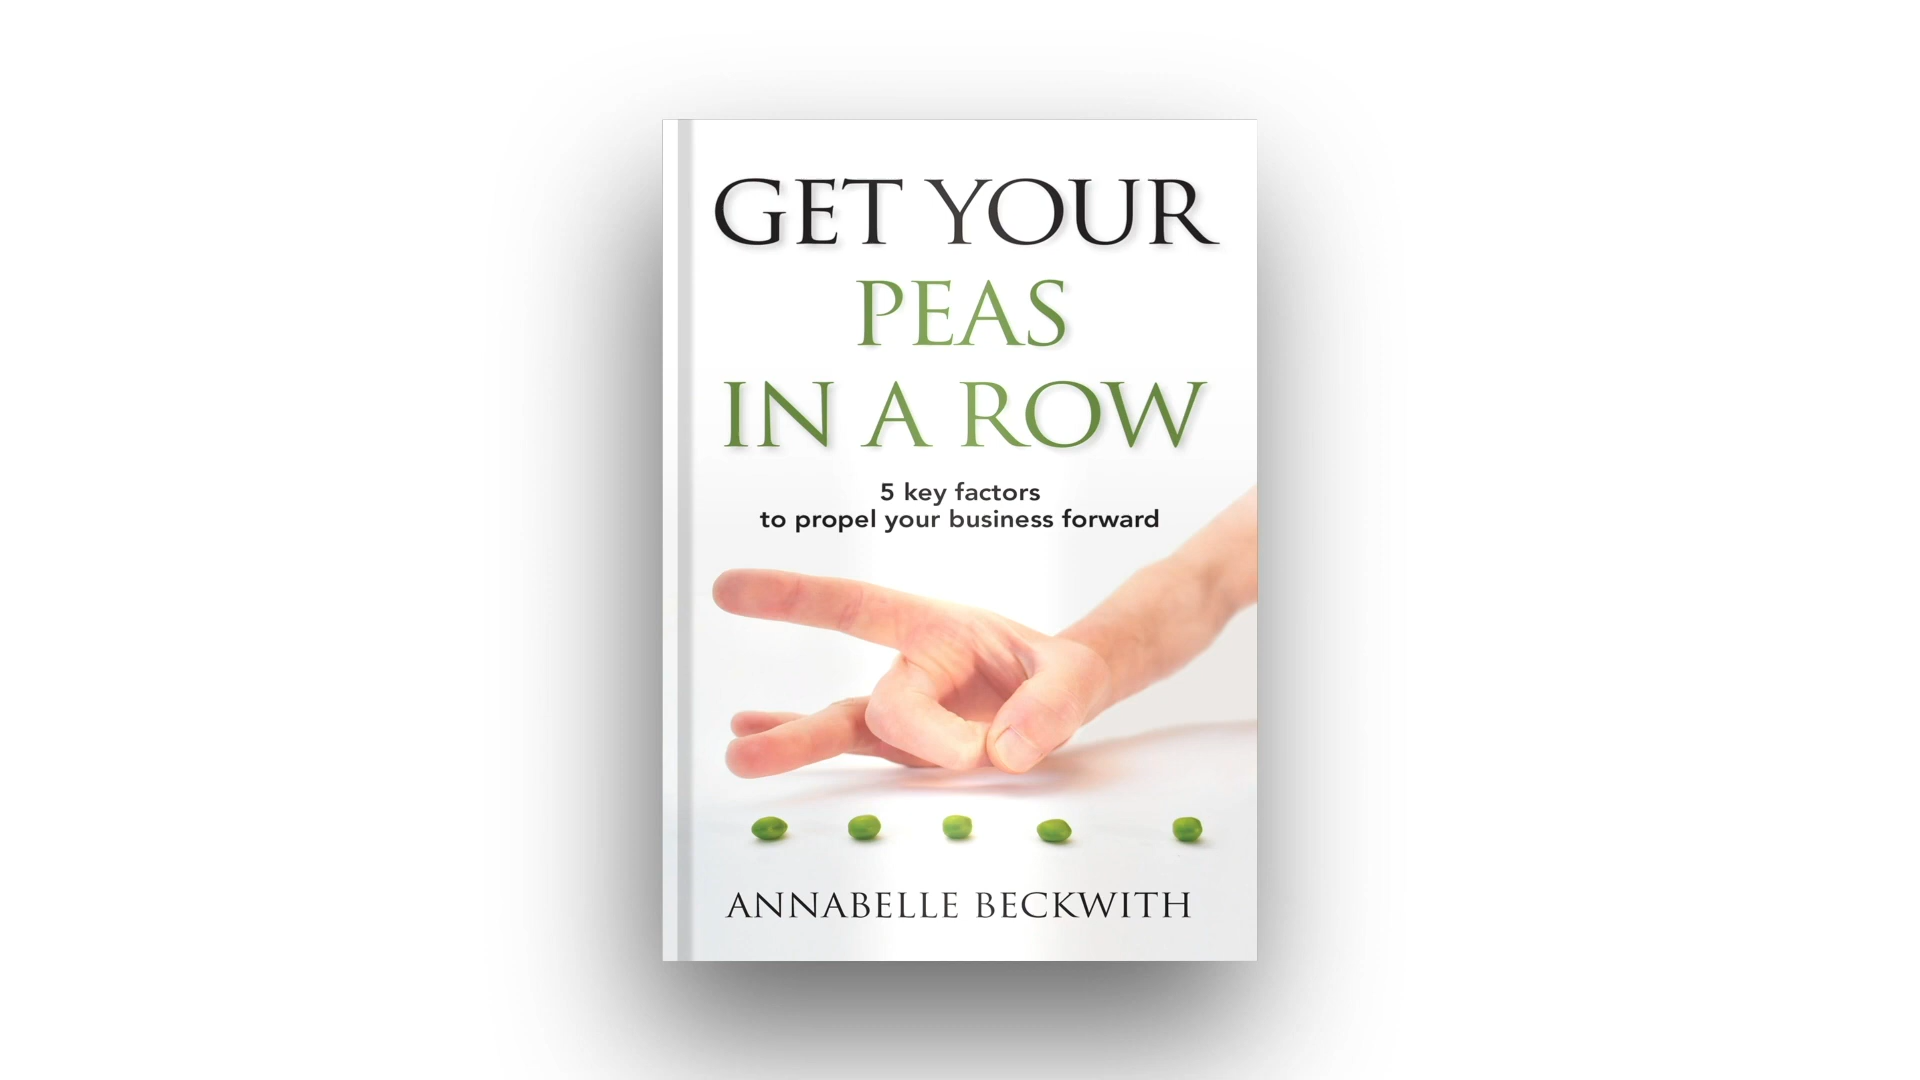 GET YOUR
PEAS
IN A ROW
5 key factors
to propel your business forward
ANNABELLE BECKWITH